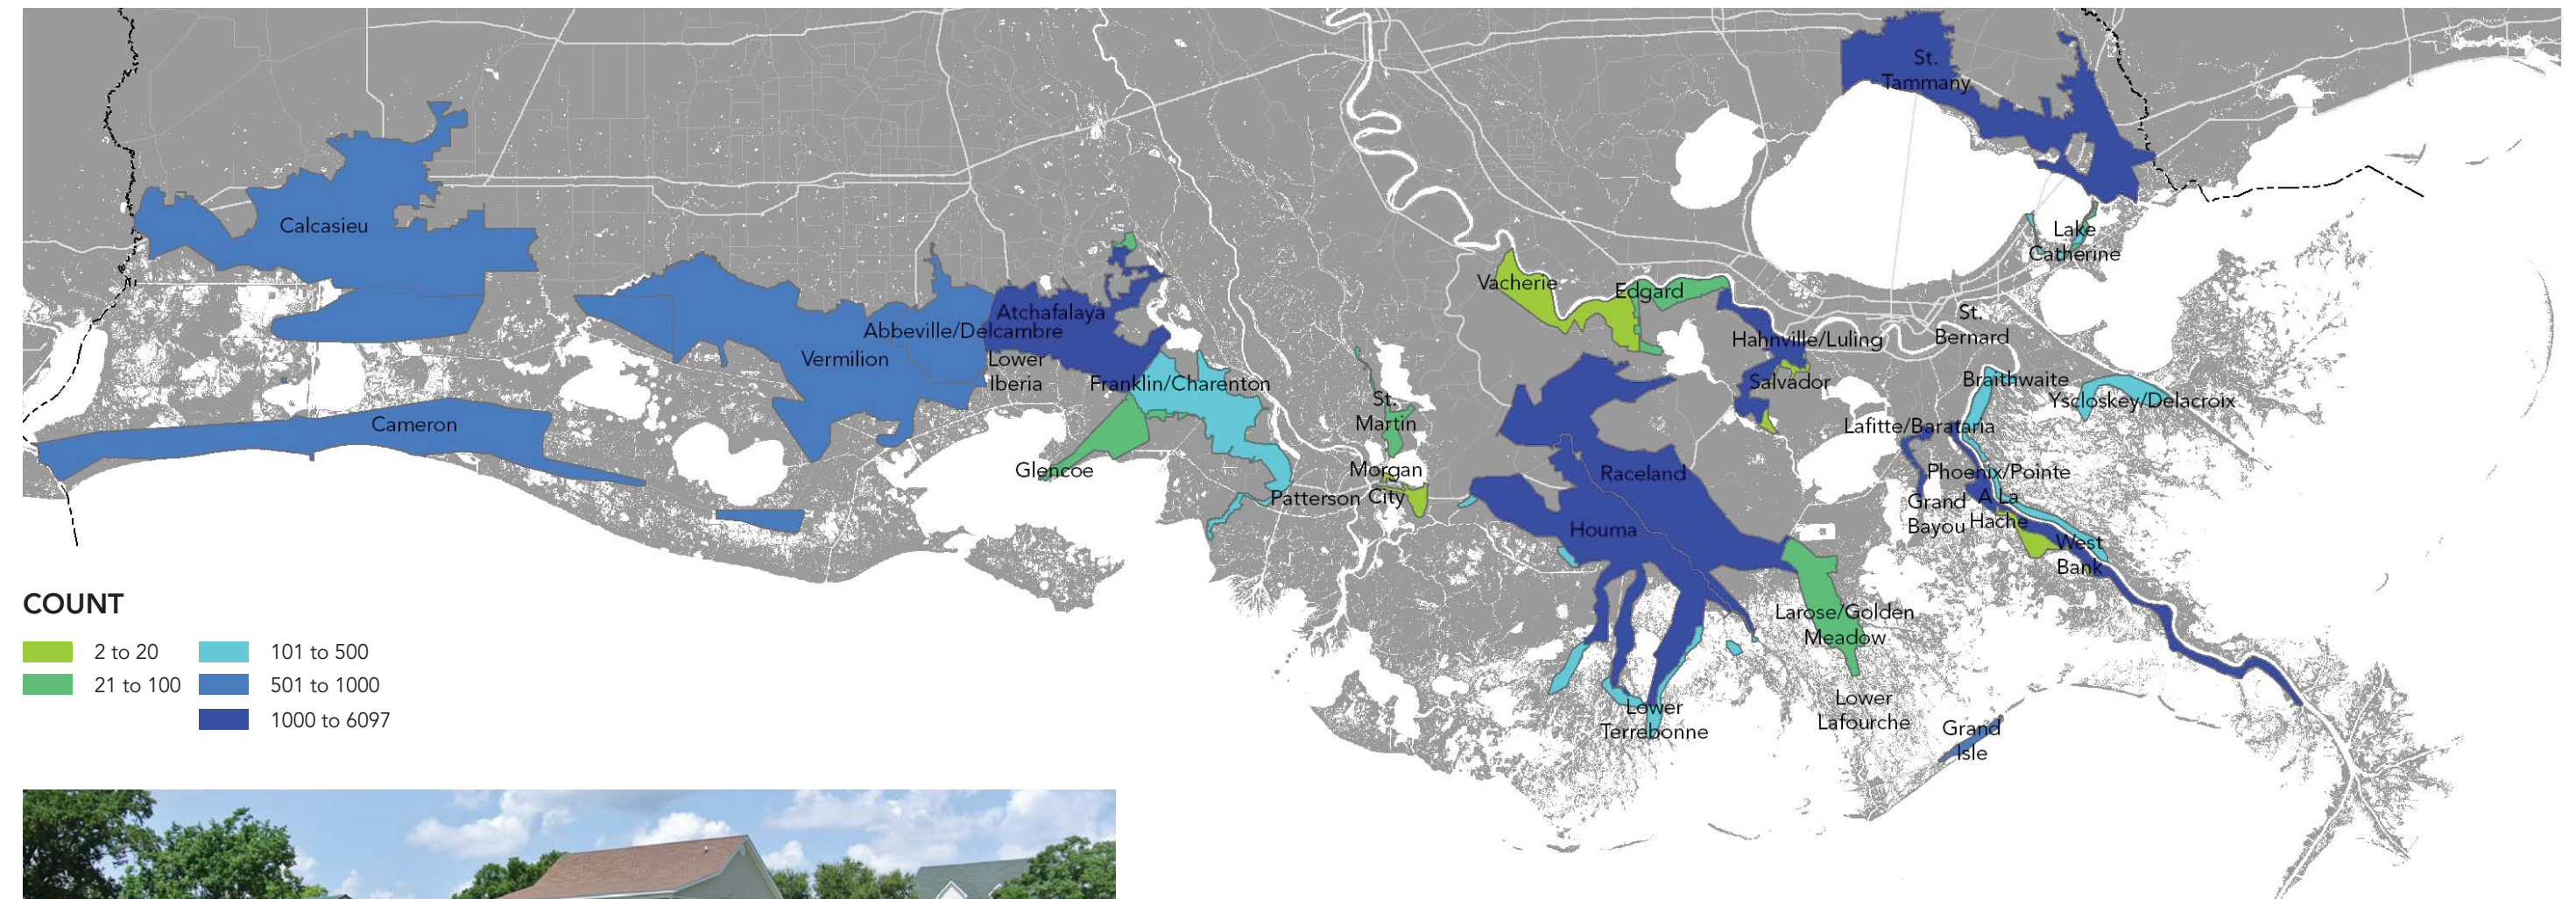 St.
Tammany
Calcasieu
Lake
Catherine
Vacherie
Edgard
Atchafalaya
Abbeville/Delcambre
St.
Bernard
Hahnville/Luling
Vermilion
Lower
Iberia
Franklin/Charenton
Salvador
Braithwaite
Yscloskey/Delacroix
St.
Martin
Cameron
Lafitte/Barataria
Glencoe
Morgan
City
Patterson
Raceland
Phoenix/Pointe
A La
Hache
Grand
Bayou
Houma
West
Bank
Larose/Golden
Meadow
Lower
Terrebonne
Lower
Lafourche
Grand
Isle
COUNT
2 to 20
21 to 100
101 to 500
501 to 1000
1000 to 6097